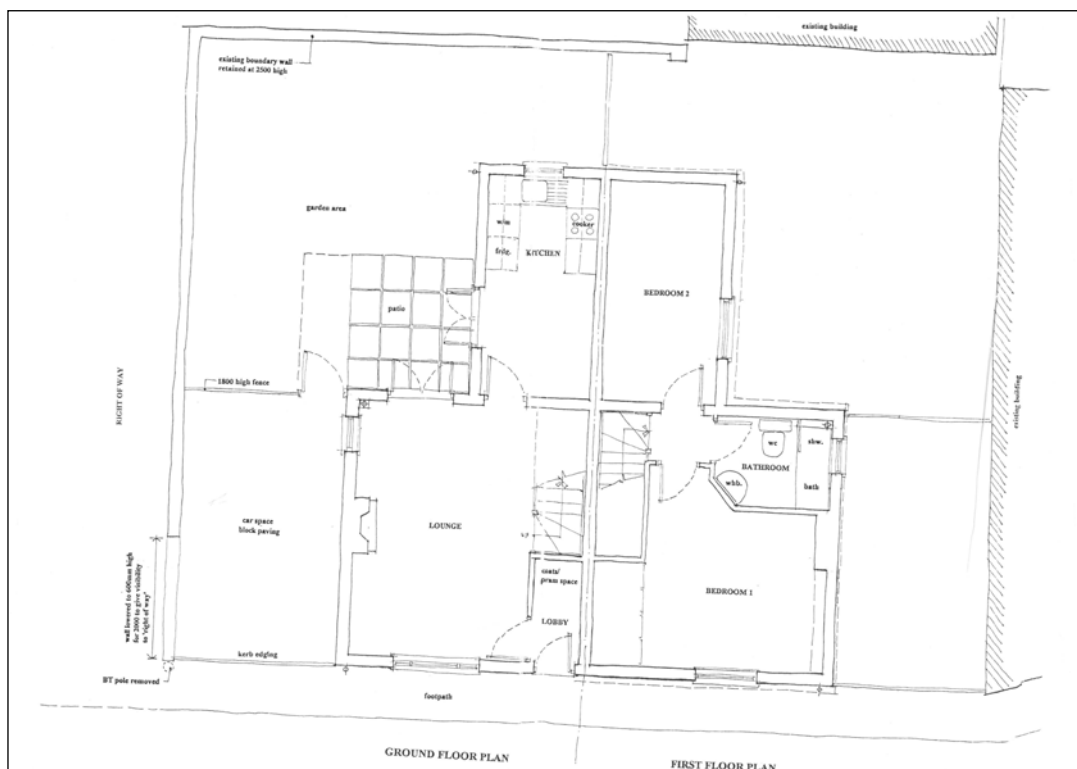 existing building
existing boundary wall
retained at 2500 high
garden area
w/m
cooker
frdg.
KITCHEN
BEDROOM 2
patio
1800 high fence
RIGHT OF WAY
existing building
wc
shw.
BATHROOM
whb.
bath
car space
block paving
LOUNGE
coats/
pram space
BEDROOM 1
LOBBY
wall lowered to 600mm high
for 2000 to give visibility
to 'right of way'
kerb edging
BT pole removed
footpath
GROUND FLOOR PLAN
FIRST FLOOR PLAN